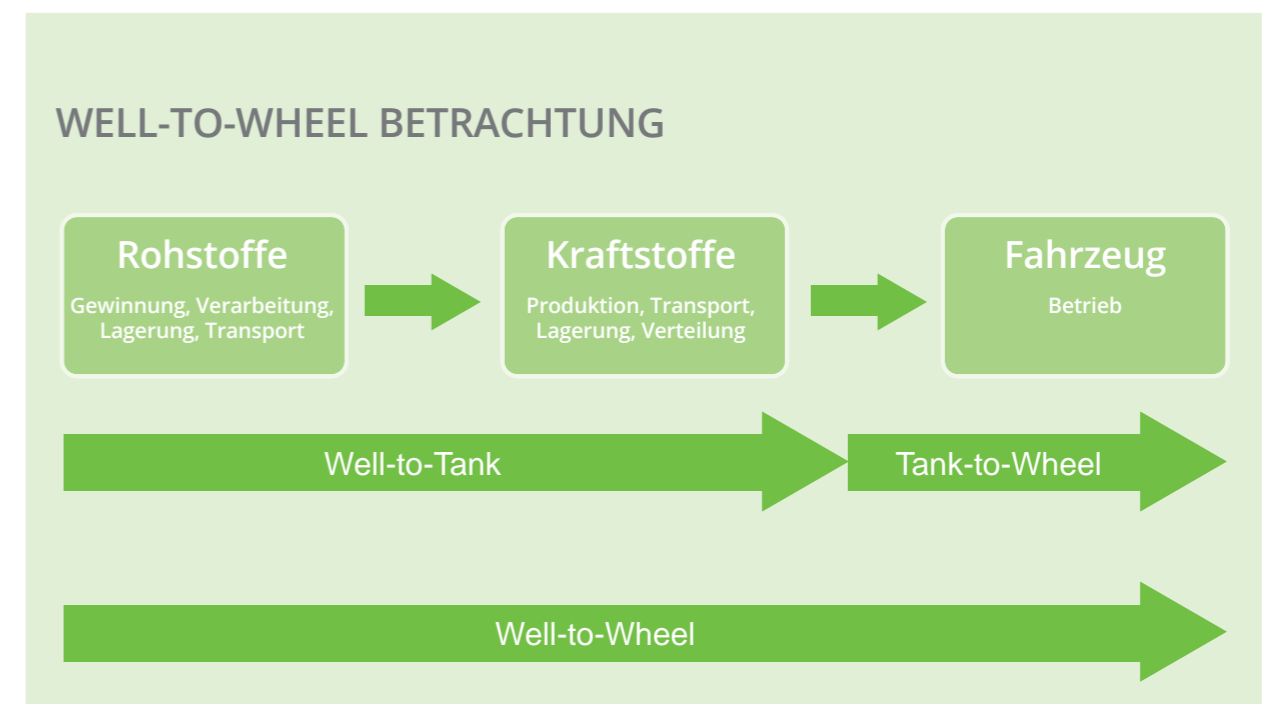 WELL-TO-WHEEL BETRACHTUNG
Rohstoffe
Gewinnung, Verarbeitung,
Lagerung, Transport
Kraftstoffe
Produktion, Transport,
Lagerung, Verteilung
Fahrzeug
Betrieb
Well-to-Tank
Tank-to-Wheel
Well-to-Wheel